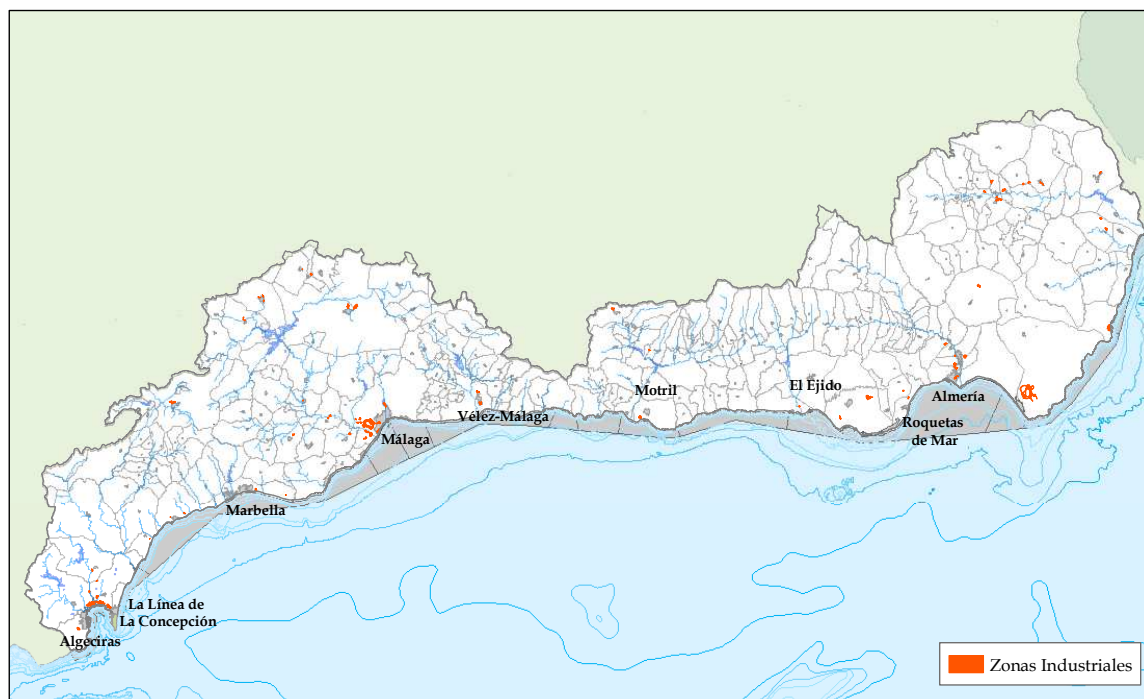 Motril
El Ejido
Almería
Vélez-Málaga
Roquetas
de Mar
Málaga
Marbella
La Línea de
La Concepción
Algeciras
Zonas Industriales